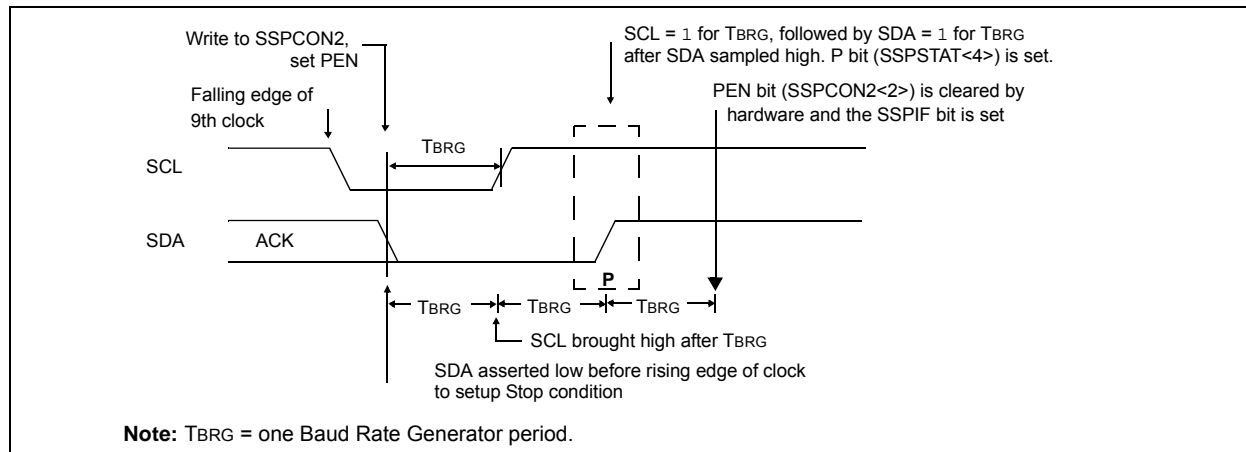 Write to SSPCON2,
set PEN
SCL = 1 for TBRG, followed by SDA = 1 for TBRG
after SDA sampled high. P bit (SSPSTAT<4>) is set.
Falling edge of
9th clock
PEN bit (SSPCON2<2>) is cleared by
hardware and the SSPIF bit is set
TBRG
SCL
SDA
ACK
P
TBRG
TBRG
TBRG
SCL brought high after TBRG
SDA asserted low before rising edge of clock
to setup Stop condition
Note: TBRG = one Baud Rate Generator period.